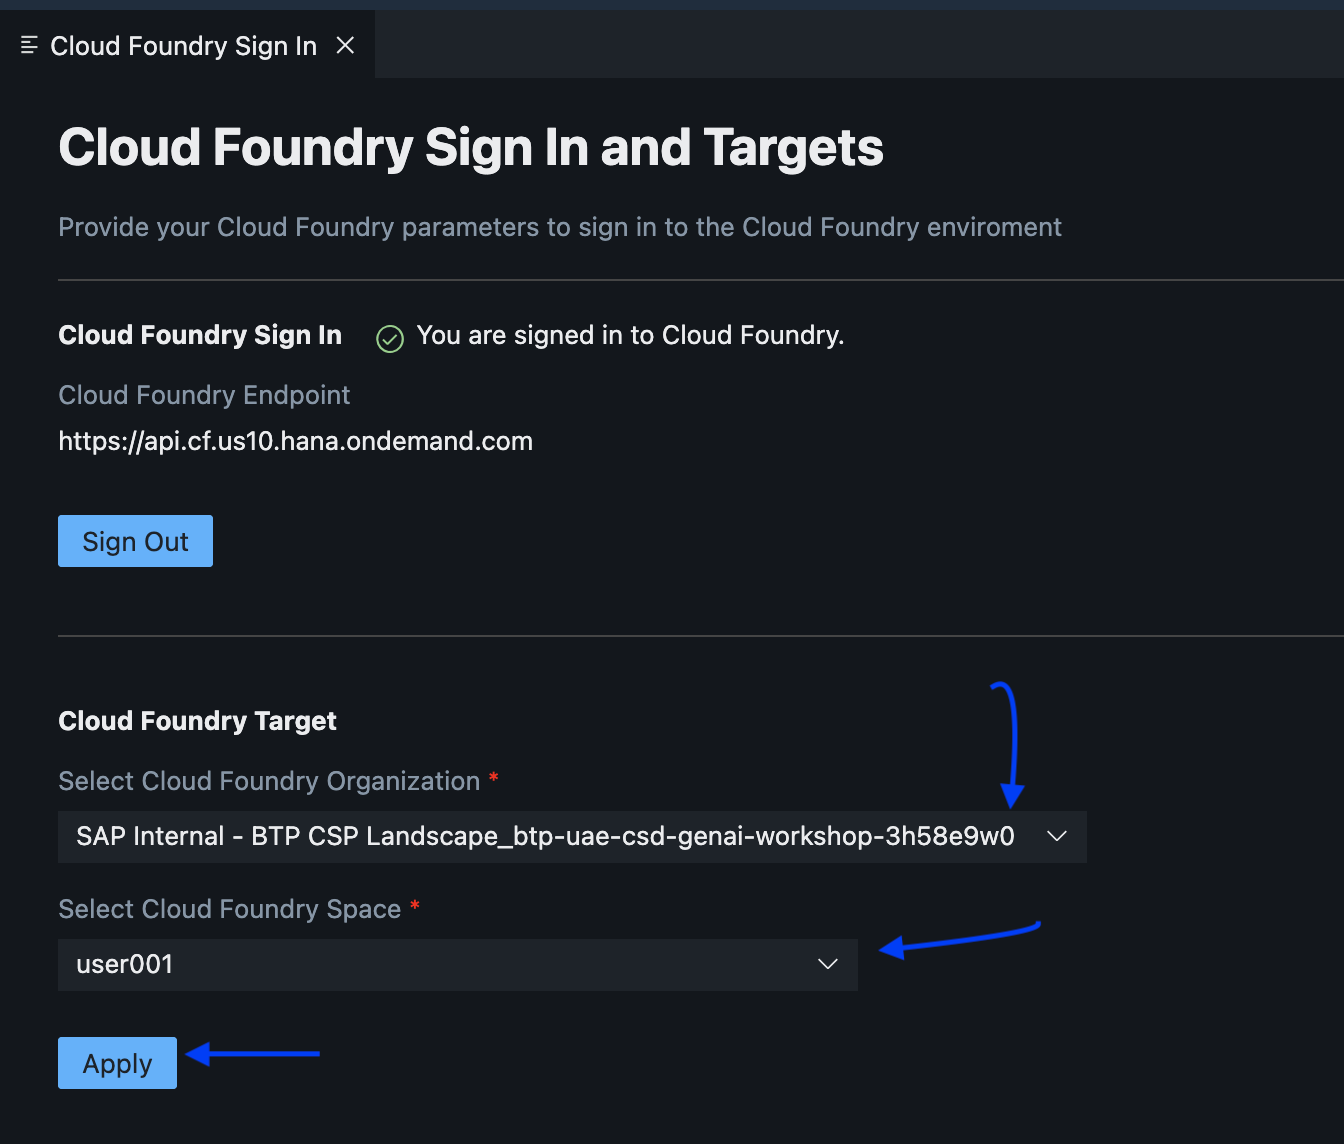 Cloud Foundry Sign In
Cloud Foundry Sign In and Targets
Provide your Cloud Foundry parameters to sign in to the Cloud Foundry enviroment
Cloud Foundry Sign In You are signed in to Cloud Foundry.
Cloud Foundry Endpoint
https://api.cf.us10.hana.ondemand.com
Sign Out
Cloud Foundry Target
Select Cloud Foundry Organization *
SAP Internal - BTP CSP Landscape_btp-uae-csd-genai-workshop-3h58e9w0
Select Cloud Foundry Space *
user001
Apply